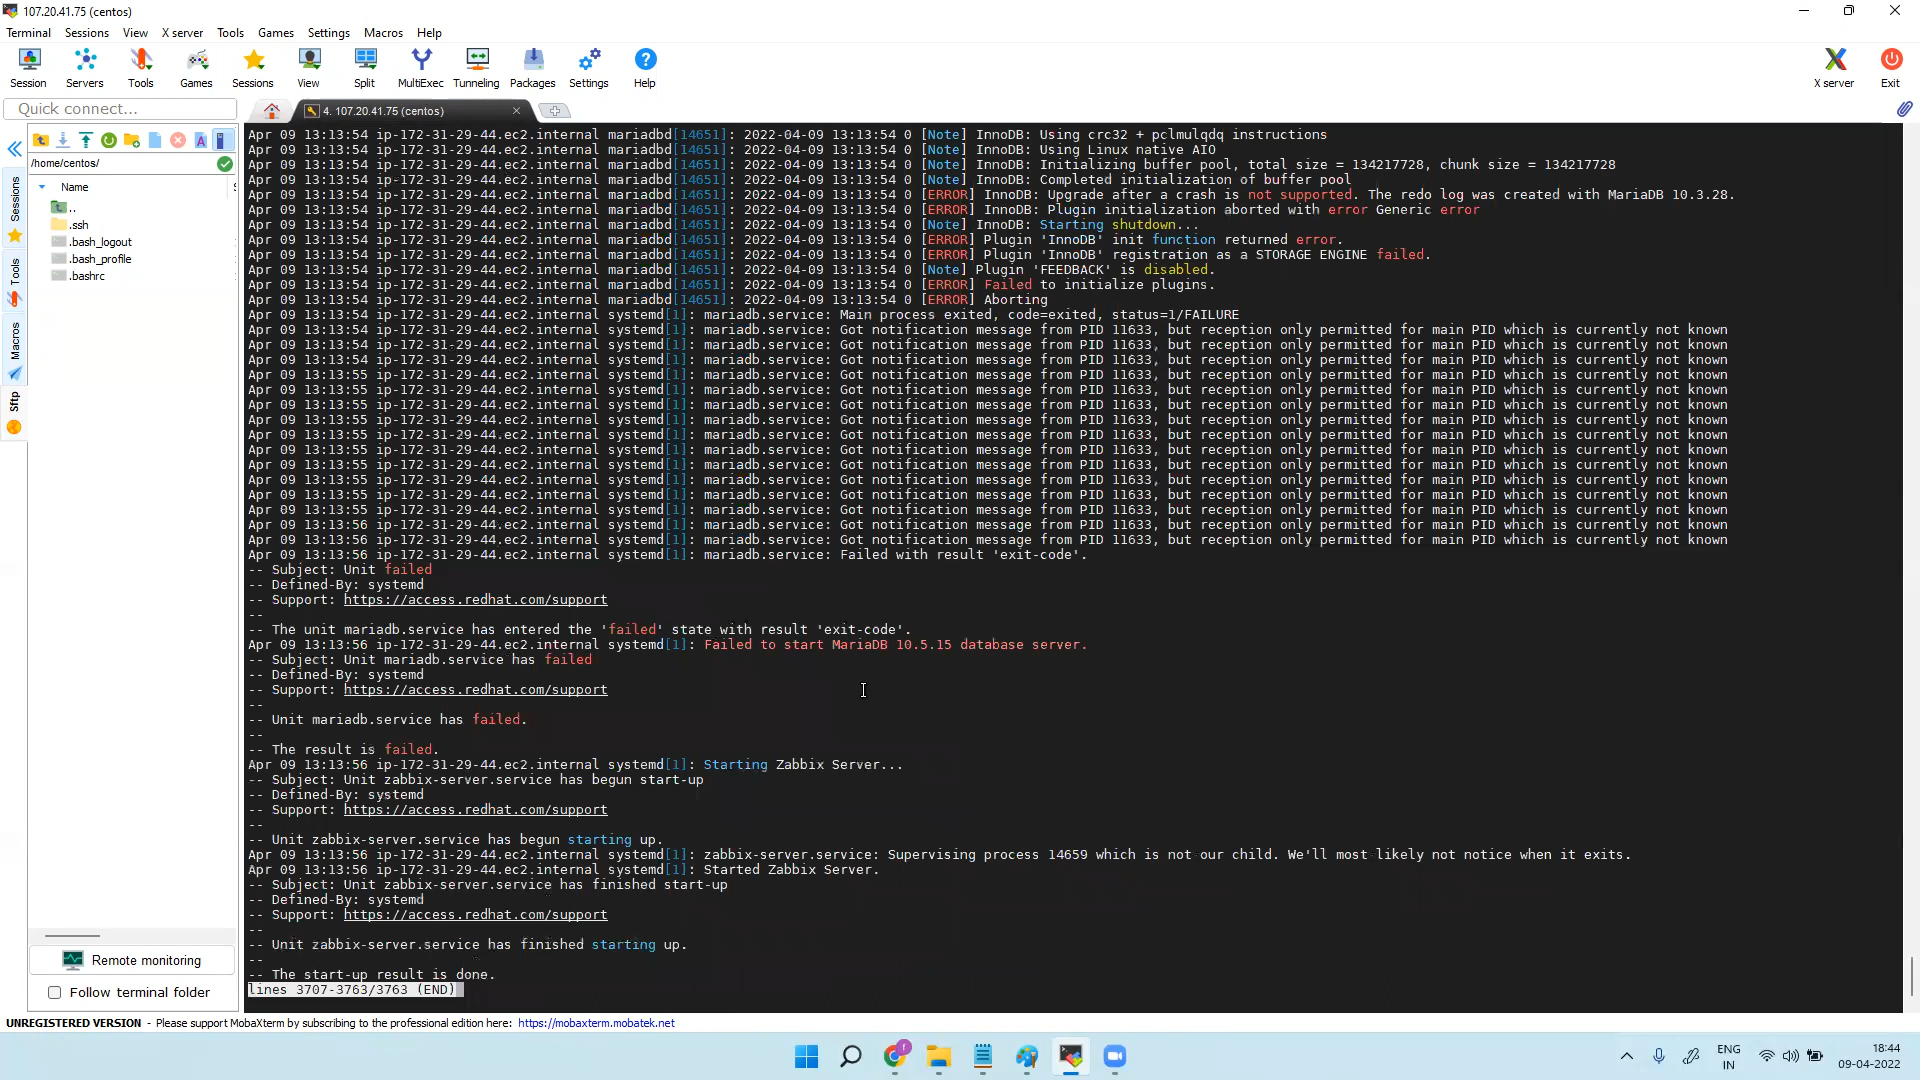 107.20.41.75 (centos)
Terminal Sessions View X server Tools Games Settings Macros Help
Session Servers Tools Games Sessions View Split MultiExec Tunneling Packages Settings Help X server Exit
Quick connect...
4. 107.20.41.75 (centos)
/home/centos/
Name
..
.ssh
.bash_logout
.bash_profile
.bashrc
Sessions
Tools
Macros
Sftp
Apr 09 13:13:54 ip-172-31-29-44.ec2.internal mariadbd[14651]: 2022-04-09 13:13:54 0 [Note] InnoDB: Using crc32 + pclmulqdq instructions
Apr 09 13:13:54 ip-172-31-29-44.ec2.internal mariadbd[14651]: 2022-04-09 13:13:54 0 [Note] InnoDB: Using Linux native AIO
Apr 09 13:13:54 ip-172-31-29-44.ec2.internal mariadbd[14651]: 2022-04-09 13:13:54 0 [Note] InnoDB: Initializing buffer pool, total size = 134217728, chunk size = 134217728
Apr 09 13:13:54 ip-172-31-29-44.ec2.internal mariadbd[14651]: 2022-04-09 13:13:54 0 [Note] InnoDB: Completed initialization of buffer pool
Apr 09 13:13:54 ip-172-31-29-44.ec2.internal mariadbd[14651]: 2022-04-09 13:13:54 0 [ERROR] InnoDB: Upgrade after a crash is not supported. The redo log was created with MariaDB 10.3.28.
Apr 09 13:13:54 ip-172-31-29-44.ec2.internal mariadbd[14651]: 2022-04-09 13:13:54 0 [ERROR] InnoDB: Plugin initialization aborted with error Generic error
Apr 09 13:13:54 ip-172-31-29-44.ec2.internal mariadbd[14651]: 2022-04-09 13:13:54 0 [Note] InnoDB: Starting shutdown...
Apr 09 13:13:54 ip-172-31-29-44.ec2.internal mariadbd[14651]: 2022-04-09 13:13:54 0 [ERROR] Plugin 'InnoDB' init function returned error.
Apr 09 13:13:54 ip-172-31-29-44.ec2.internal mariadbd[14651]: 2022-04-09 13:13:54 0 [ERROR] Plugin 'InnoDB' registration as a STORAGE ENGINE failed.
Apr 09 13:13:54 ip-172-31-29-44.ec2.internal mariadbd[14651]: 2022-04-09 13:13:54 0 [Note] Plugin 'FEEDBACK' is disabled.
Apr 09 13:13:54 ip-172-31-29-44.ec2.internal mariadbd[14651]: 2022-04-09 13:13:54 0 [ERROR] Failed to initialize plugins.
Apr 09 13:13:54 ip-172-31-29-44.ec2.internal mariadbd[14651]: 2022-04-09 13:13:54 0 [ERROR] Aborting
Apr 09 13:13:54 ip-172-31-29-44.ec2.internal systemd[1]: mariadb.service: Main process exited, code=exited, status=1/FAILURE
Apr 09 13:13:54 ip-172-31-29-44.ec2.internal systemd[1]: mariadb.service: Got notification message from PID 11633, but reception only permitted for main PID which is currently not known
Apr 09 13:13:54 ip-172-31-29-44.ec2.internal systemd[1]: mariadb.service: Got notification message from PID 11633, but reception only permitted for main PID which is currently not known
Apr 09 13:13:54 ip-172-31-29-44.ec2.internal systemd[1]: mariadb.service: Got notification message from PID 11633, but reception only permitted for main PID which is currently not known
Apr 09 13:13:55 ip-172-31-29-44.ec2.internal systemd[1]: mariadb.service: Got notification message from PID 11633, but reception only permitted for main PID which is currently not known
Apr 09 13:13:55 ip-172-31-29-44.ec2.internal systemd[1]: mariadb.service: Got notification message from PID 11633, but reception only permitted for main PID which is currently not known
Apr 09 13:13:55 ip-172-31-29-44.ec2.internal systemd[1]: mariadb.service: Got notification message from PID 11633, but reception only permitted for main PID which is currently not known
Apr 09 13:13:55 ip-172-31-29-44.ec2.internal systemd[1]: mariadb.service: Got notification message from PID 11633, but reception only permitted for main PID which is currently not known
Apr 09 13:13:55 ip-172-31-29-44.ec2.internal systemd[1]: mariadb.service: Got notification message from PID 11633, but reception only permitted for main PID which is currently not known
Apr 09 13:13:55 ip-172-31-29-44.ec2.internal systemd[1]: mariadb.service: Got notification message from PID 11633, but reception only permitted for main PID which is currently not known
Apr 09 13:13:55 ip-172-31-29-44.ec2.internal systemd[1]: mariadb.service: Got notification message from PID 11633, but reception only permitted for main PID which is currently not known
Apr 09 13:13:55 ip-172-31-29-44.ec2.internal systemd[1]: mariadb.service: Got notification message from PID 11633, but reception only permitted for main PID which is currently not known
Apr 09 13:13:55 ip-172-31-29-44.ec2.internal systemd[1]: mariadb.service: Got notification message from PID 11633, but reception only permitted for main PID which is currently not known
Apr 09 13:13:55 ip-172-31-29-44.ec2.internal systemd[1]: mariadb.service: Got notification message from PID 11633, but reception only permitted for main PID which is currently not known
Apr 09 13:13:56 ip-172-31-29-44.ec2.internal systemd[1]: mariadb.service: Got notification message from PID 11633, but reception only permitted for main PID which is currently not known
Apr 09 13:13:56 ip-172-31-29-44.ec2.internal systemd[1]: mariadb.service: Got notification message from PID 11633, but reception only permitted for main PID which is currently not known
Apr 09 13:13:56 ip-172-31-29-44.ec2.internal systemd[1]: mariadb.service: Failed with result 'exit-code'.
-- Subject: Unit failed
-- Defined-By: systemd
-- Support: https://access.redhat.com/support
--
-- The unit mariadb.service has entered the 'failed' state with result 'exit-code'.
Apr 09 13:13:56 ip-172-31-29-44.ec2.internal systemd[1]: Failed to start MariaDB 10.5.15 database server.
-- Subject: Unit mariadb.service has failed
-- Defined-By: systemd
-- Support: https://access.redhat.com/support
--
-- Unit mariadb.service has failed.
--
-- The result is failed.
Apr 09 13:13:56 ip-172-31-29-44.ec2.internal systemd[1]: Starting Zabbix Server...
-- Subject: Unit zabbix-server.service has begun start-up
-- Defined-By: systemd
-- Support: https://access.redhat.com/support
--
-- Unit zabbix-server.service has begun starting up.
Apr 09 13:13:56 ip-172-31-29-44.ec2.internal systemd[1]: zabbix-server.service: Supervising process 14659 which is not our child. We'll most likely not notice when it exits.
Apr 09 13:13:56 ip-172-31-29-44.ec2.internal systemd[1]: Started Zabbix Server.
-- Subject: Unit zabbix-server.service has finished start-up
-- Defined-By: systemd
-- Support: https://access.redhat.com/support
--
-- Unit zabbix-server.service has finished starting up.
--
-- The start-up result is done.
lines 3707-3763/3763 (END)
Remote monitoring
Follow terminal folder
UNREGISTERED VERSION - Please support MobaXterm by subscribing to the professional edition here: https://mobaxterm.mobatek.net
ENG
IN
18:44
09-04-2022